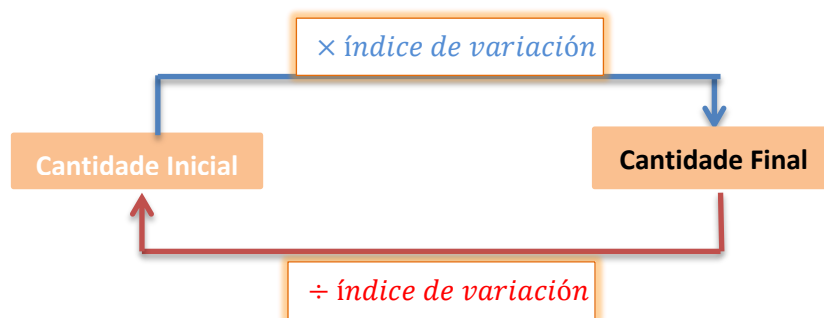 × índice de variación
Cantidade Inicial
Cantidade Final
÷ índice de variación